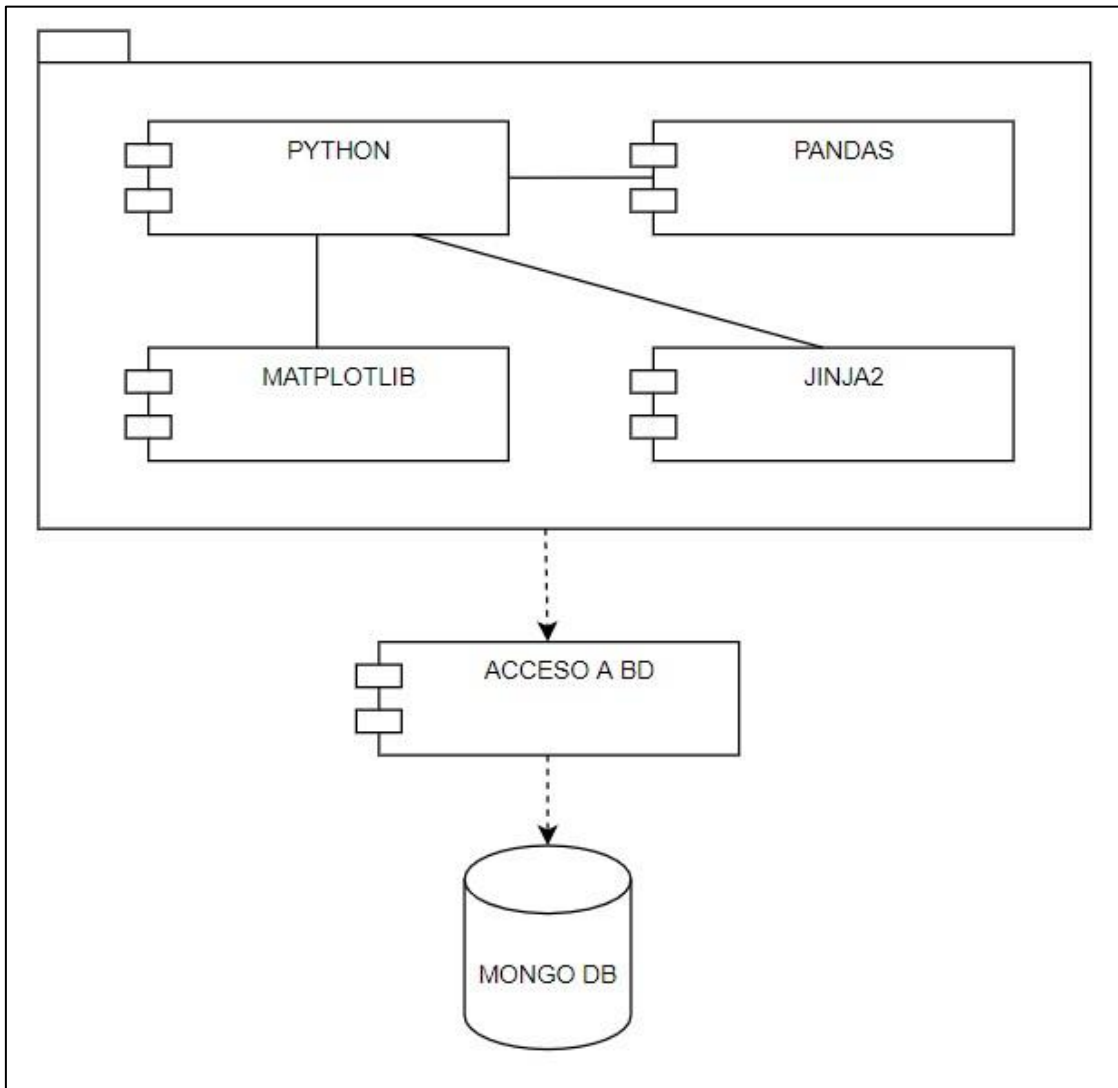 PYTHON
PANDAS
MATPLOTLIB
JINJA2
ACCESO A BD
MONGO DB